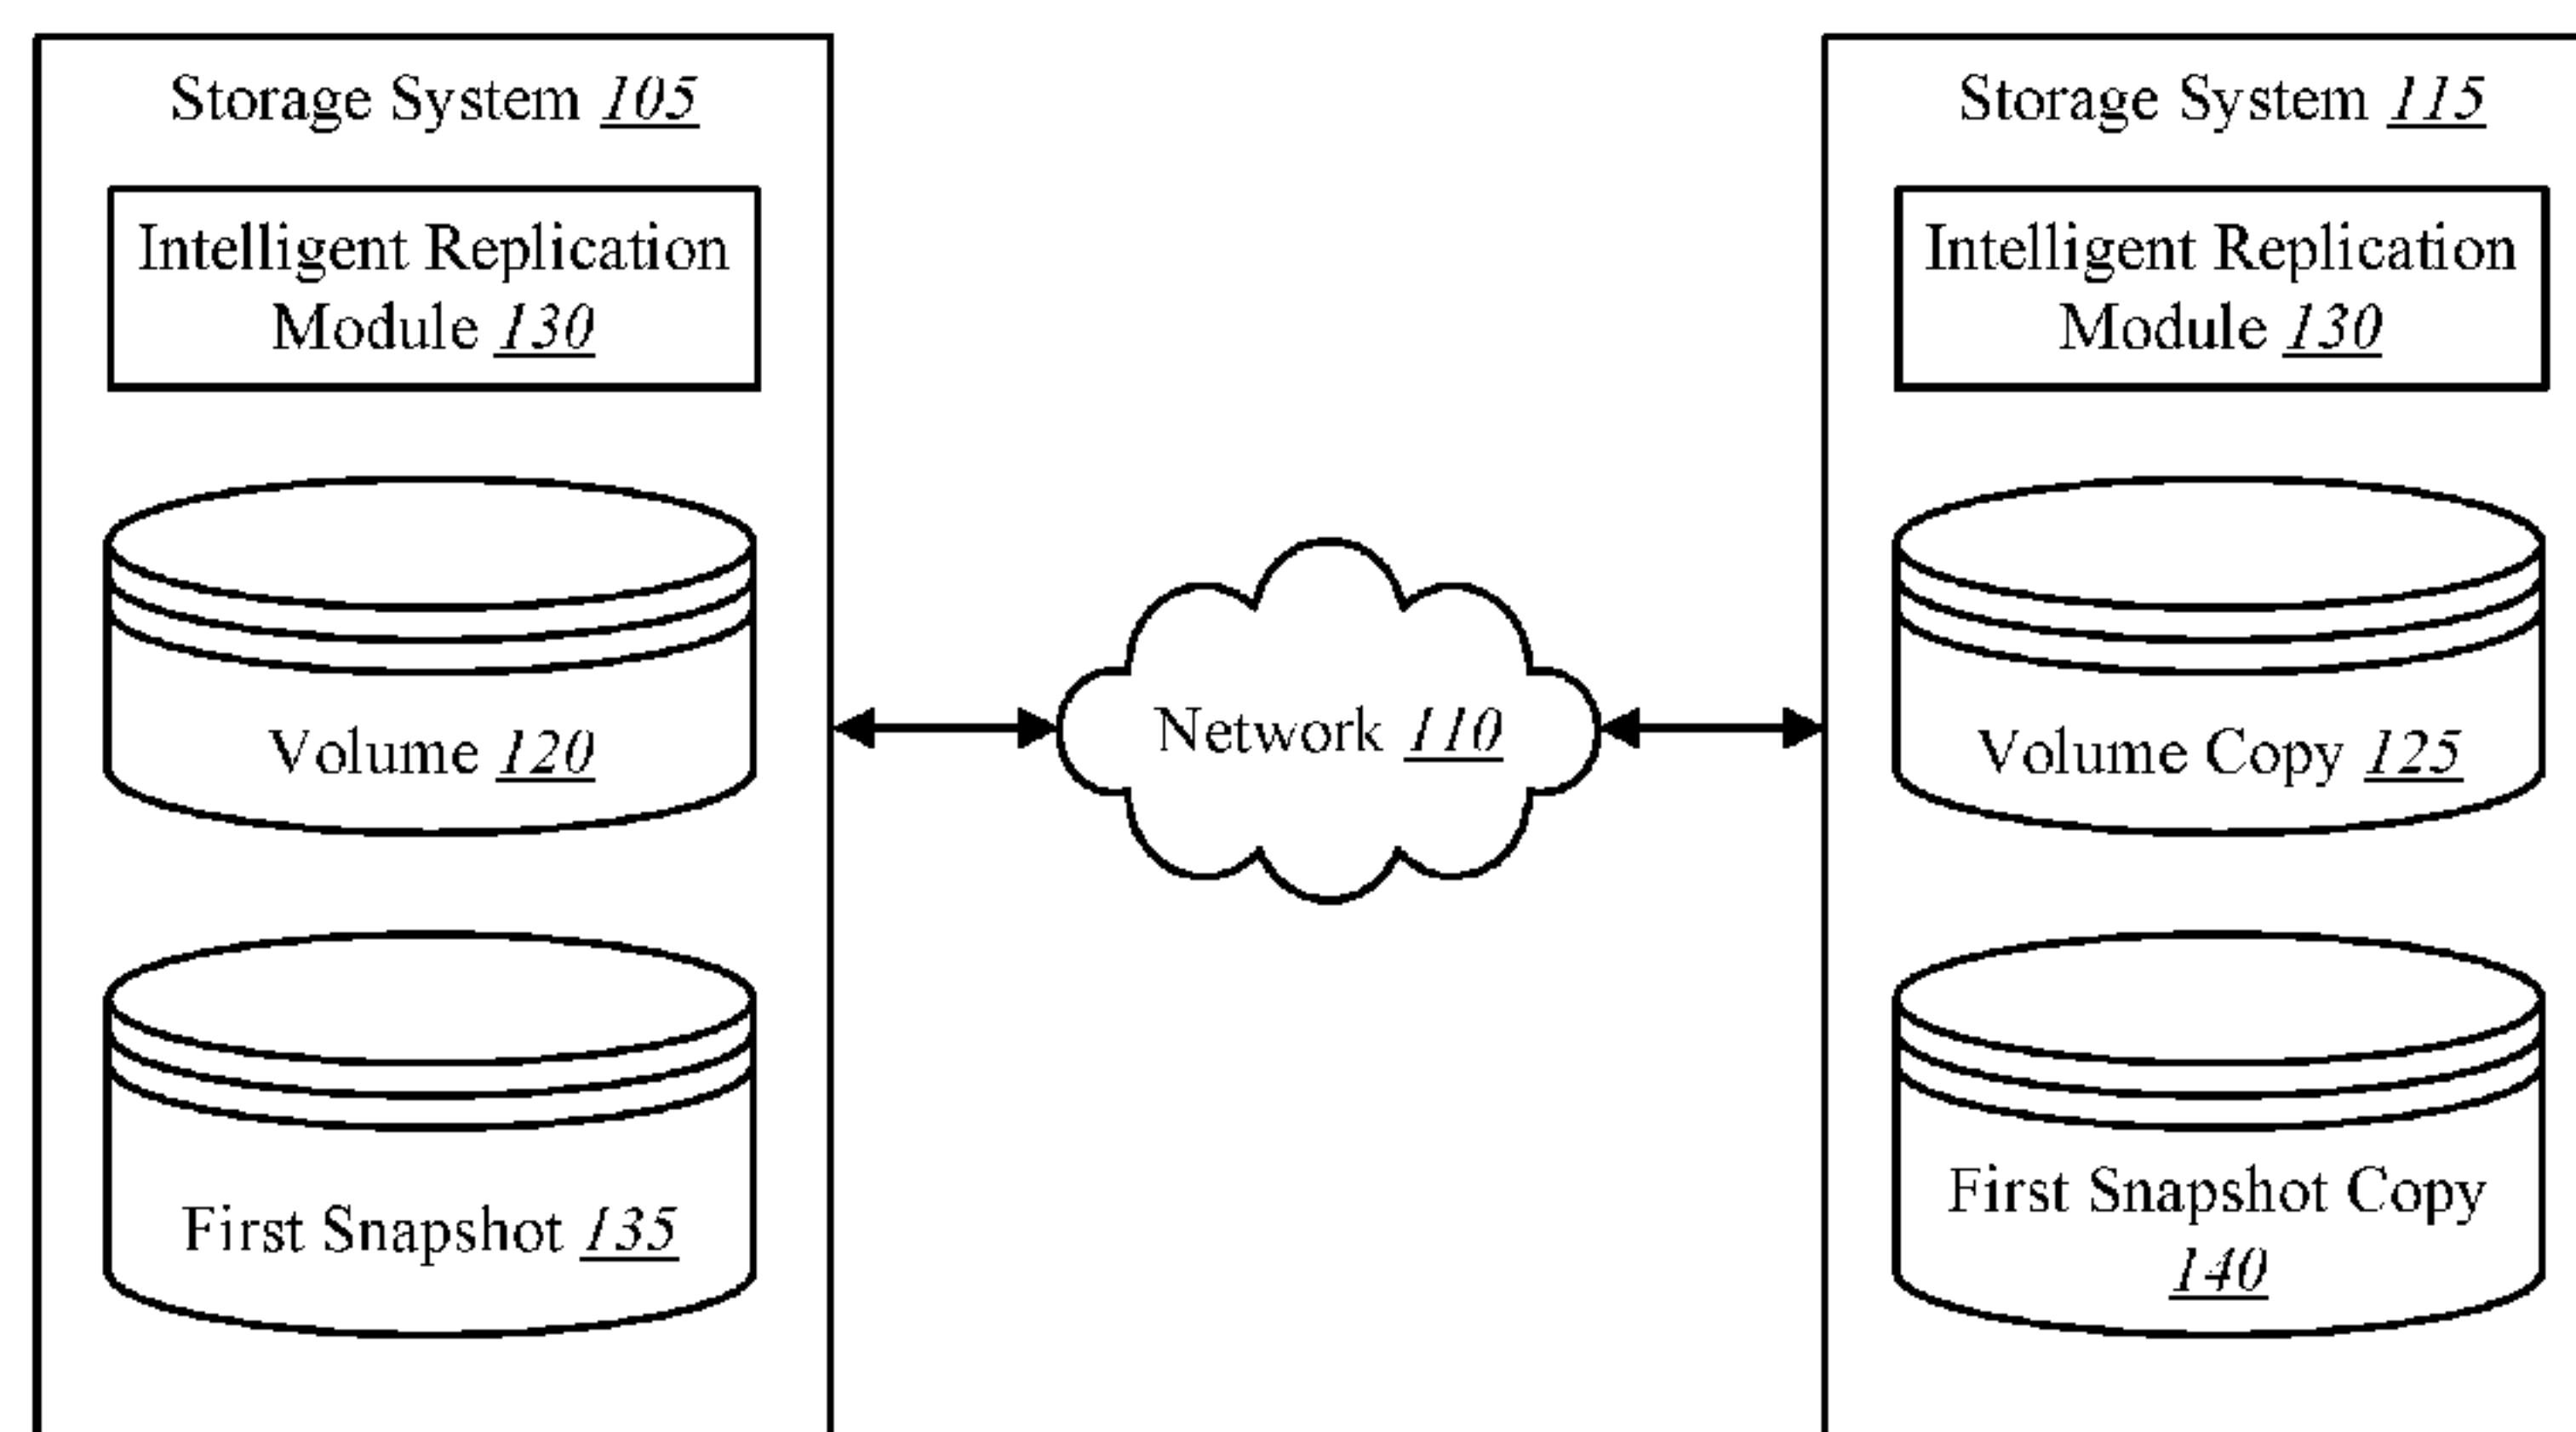 Storage System 105
Intelligent Replication
Module 130
Volume 120
First Snapshot 135
Network 110
Storage System 115
Intelligent Replication
Module 130
Volume Copy 125
First Snapshot Copy
140